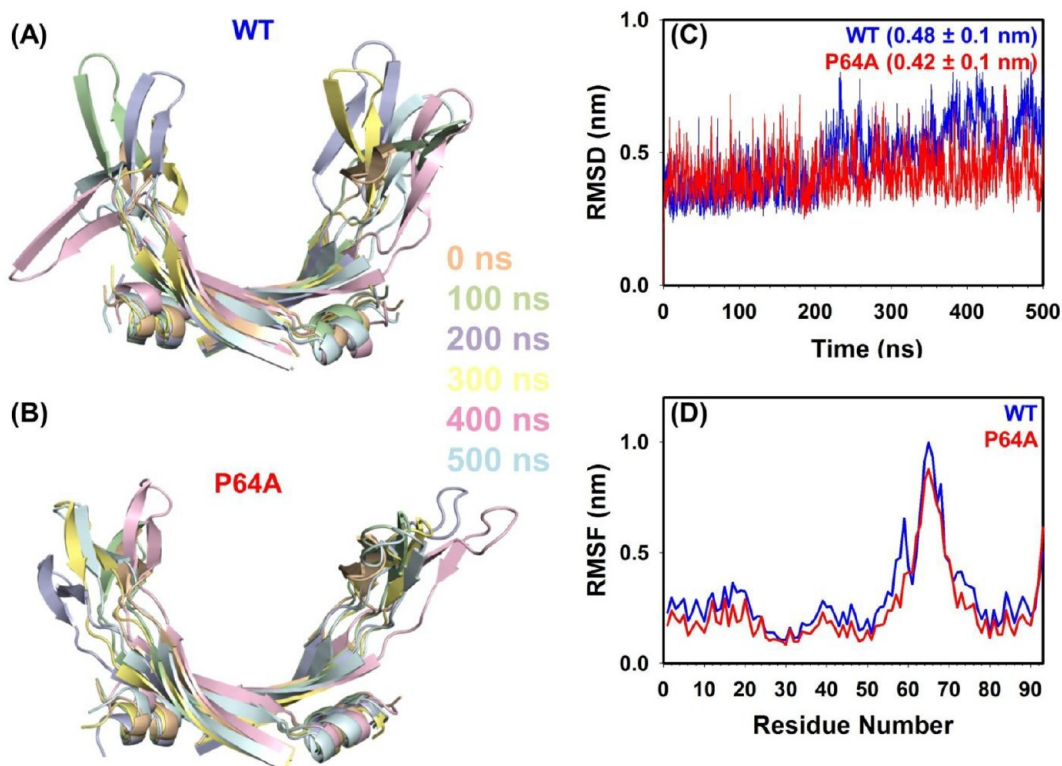 (A)
WT
0 ns
100 ns
200 ns
300 ns
400 ns
500 ns
(B)
P64A
(C)
WT (0.48 ± 0.1 nm)
P64A (0.42 ± 0.1 nm)
RMSD (nm)
1.0
0.5
0.0
0 100 200 300 400 500
Time (ns)
(D)
WT
P64A
RMSF (nm)
1.0
0.5
0.0
0 10 20 30 40 50 60 70 80 90
Residue Number